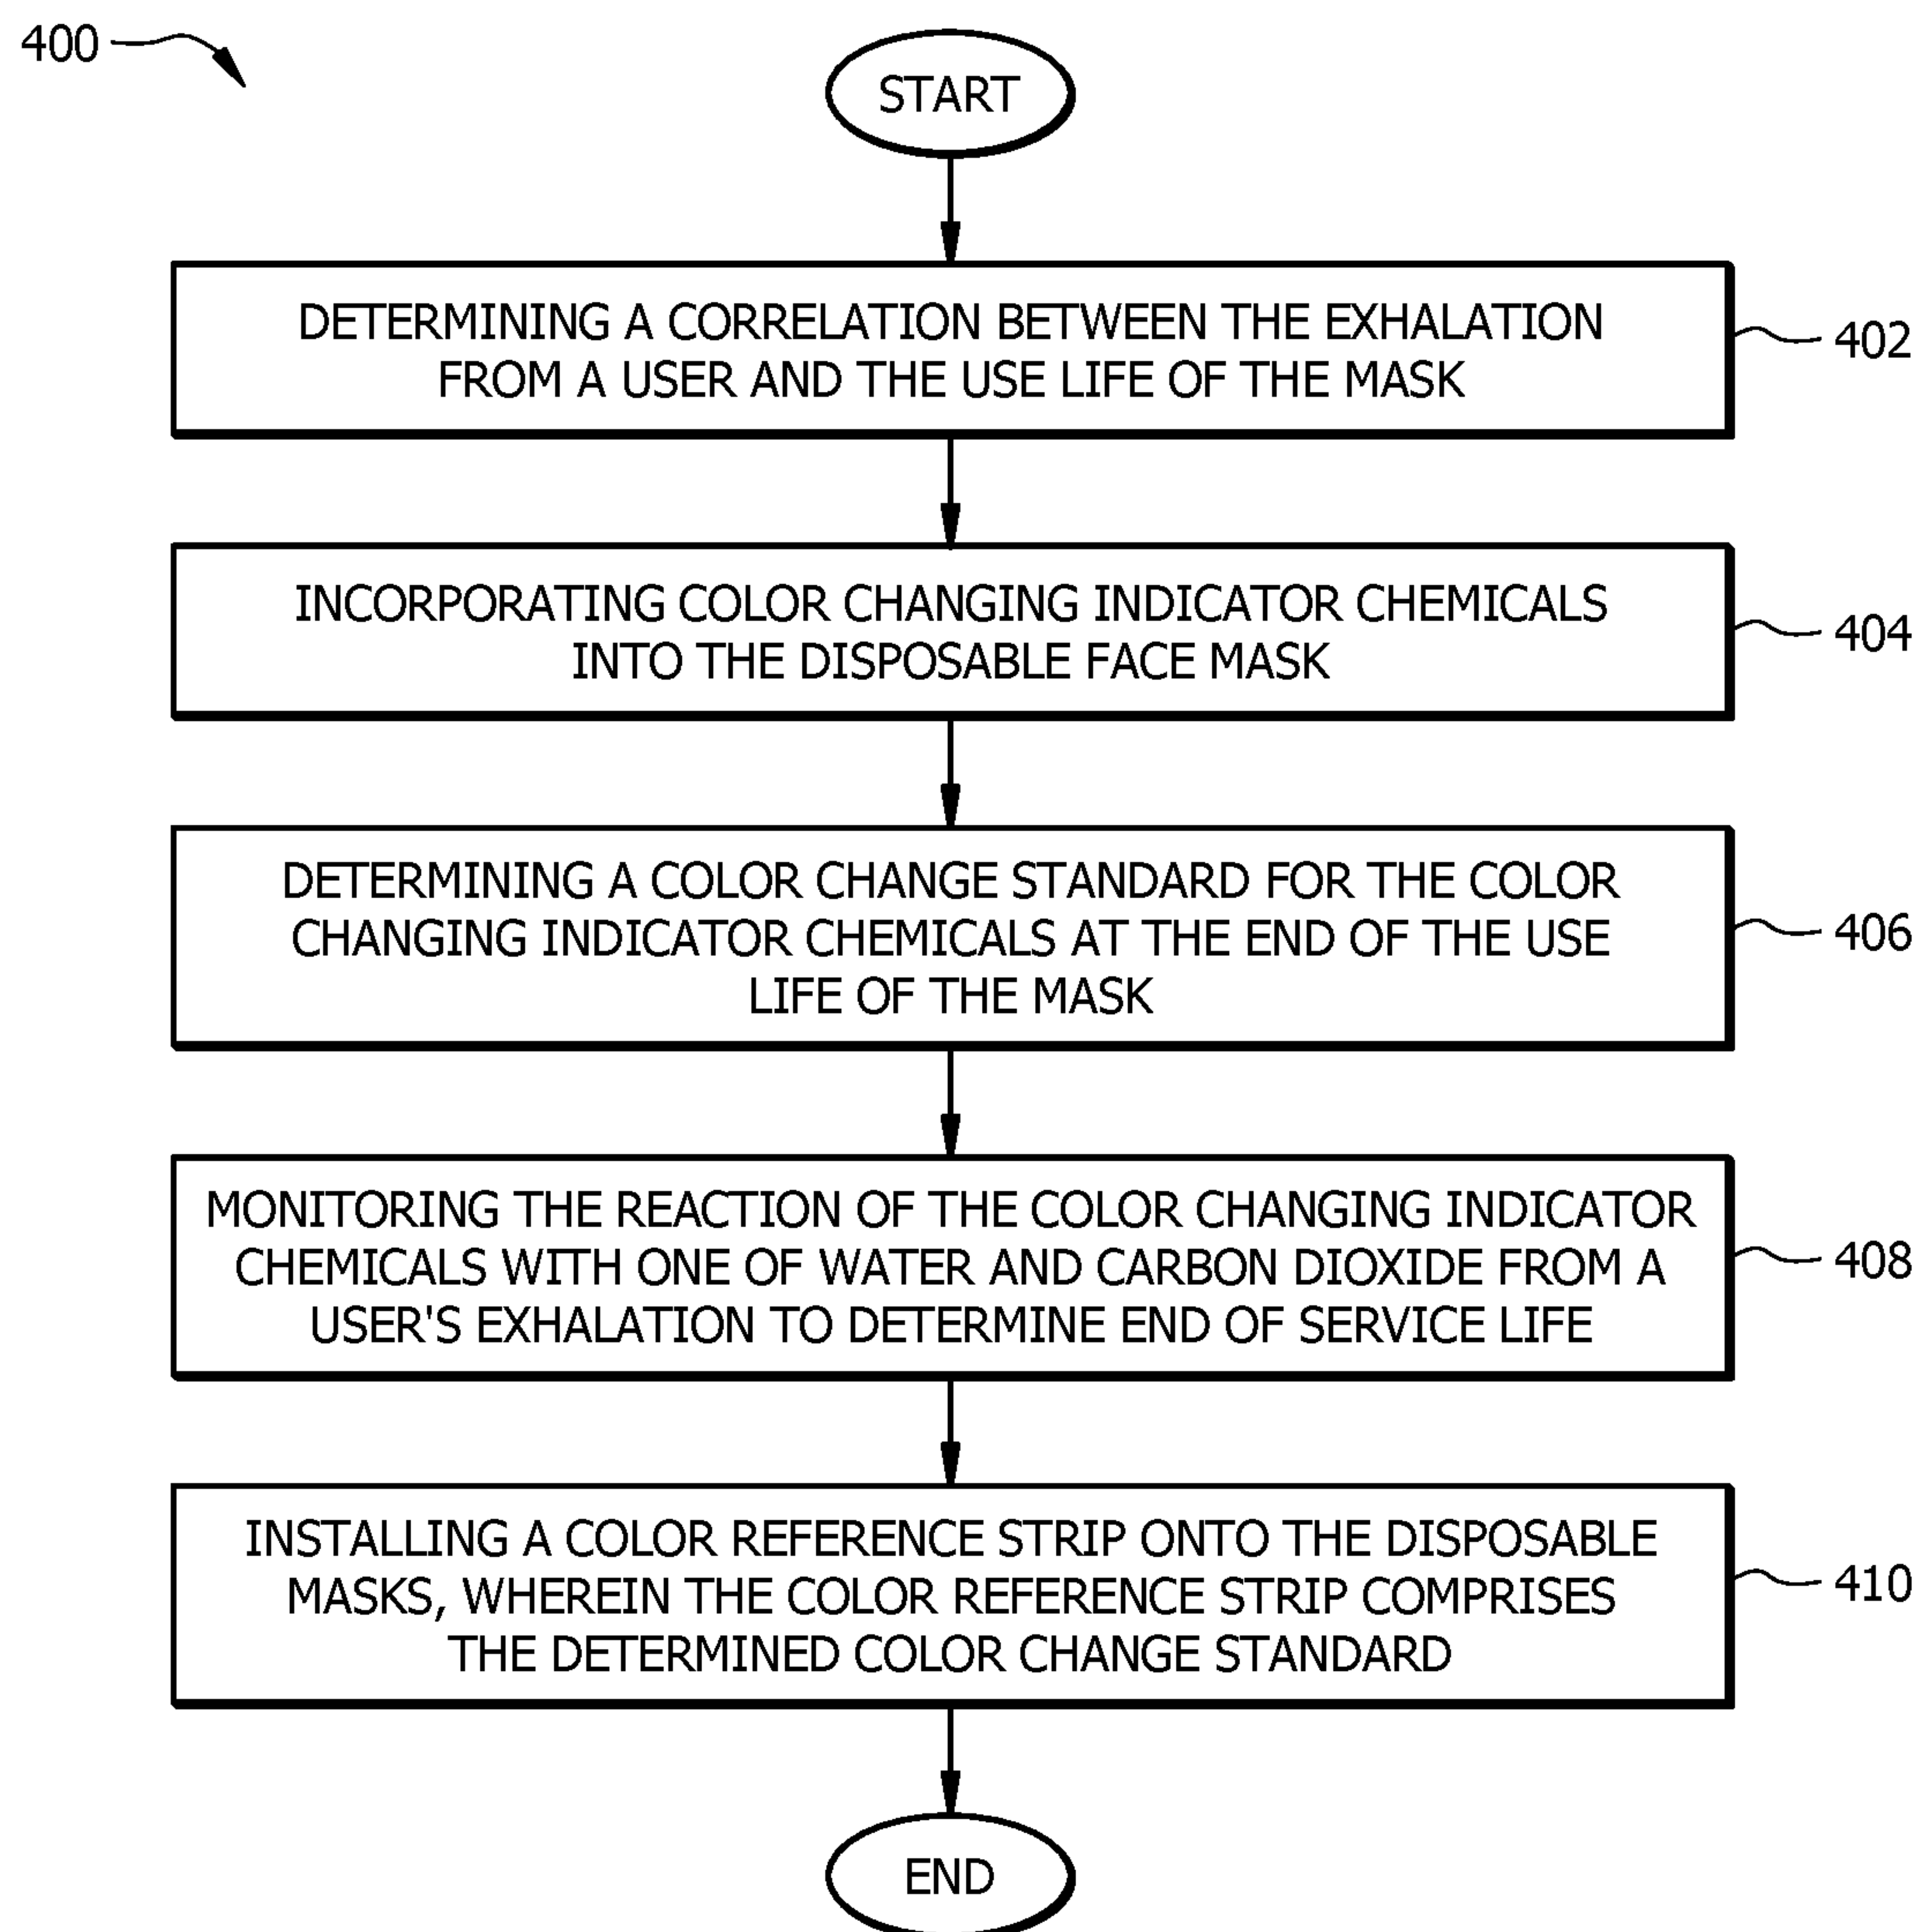 400
START
DETERMINING A CORRELATION BETWEEN THE EXHALATION
FROM A USER AND THE USE LIFE OF THE MASK
402
INCORPORATING COLOR CHANGING INDICATOR CHEMICALS
INTO THE DISPOSABLE FACE MASK
404
DETERMINING A COLOR CHANGE STANDARD FOR THE COLOR
CHANGING INDICATOR CHEMICALS AT THE END OF THE USE
LIFE OF THE MASK
406
MONITORING THE REACTION OF THE COLOR CHANGING INDICATOR
CHEMICALS WITH ONE OF WATER AND CARBON DIOXIDE FROM A
USER'S EXHALATION TO DETERMINE END OF SERVICE LIFE
408
INSTALLING A COLOR REFERENCE STRIP ONTO THE DISPOSABLE
MASKS, WHEREIN THE COLOR REFERENCE STRIP COMPRISES
THE DETERMINED COLOR CHANGE STANDARD
410
END